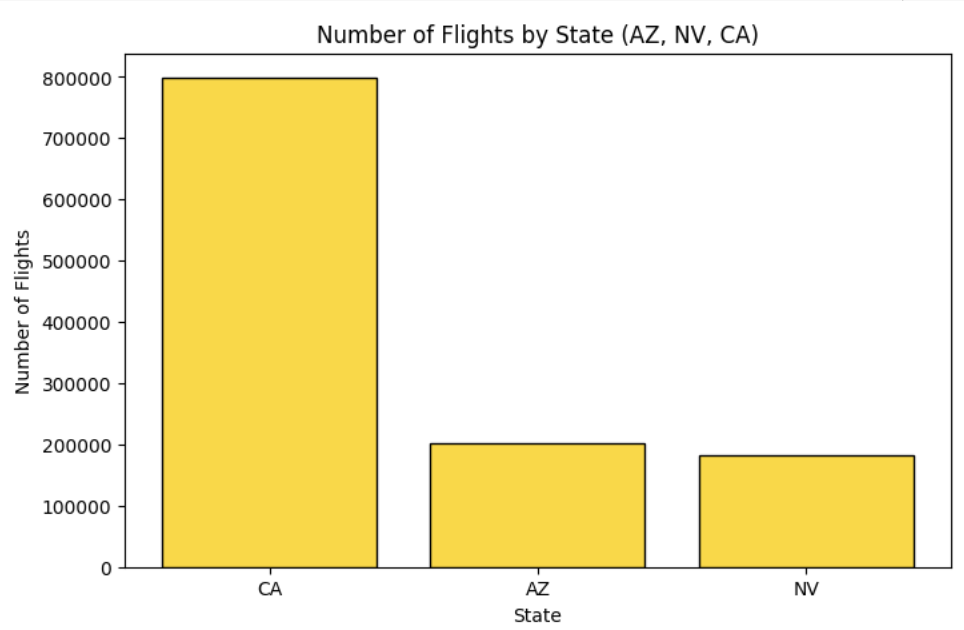 Number of Flights by State (AZ, NV, CA)
800000
700000
600000
500000
400000
300000
200000
100000
0
Number of Flights
CA AZ NV
State